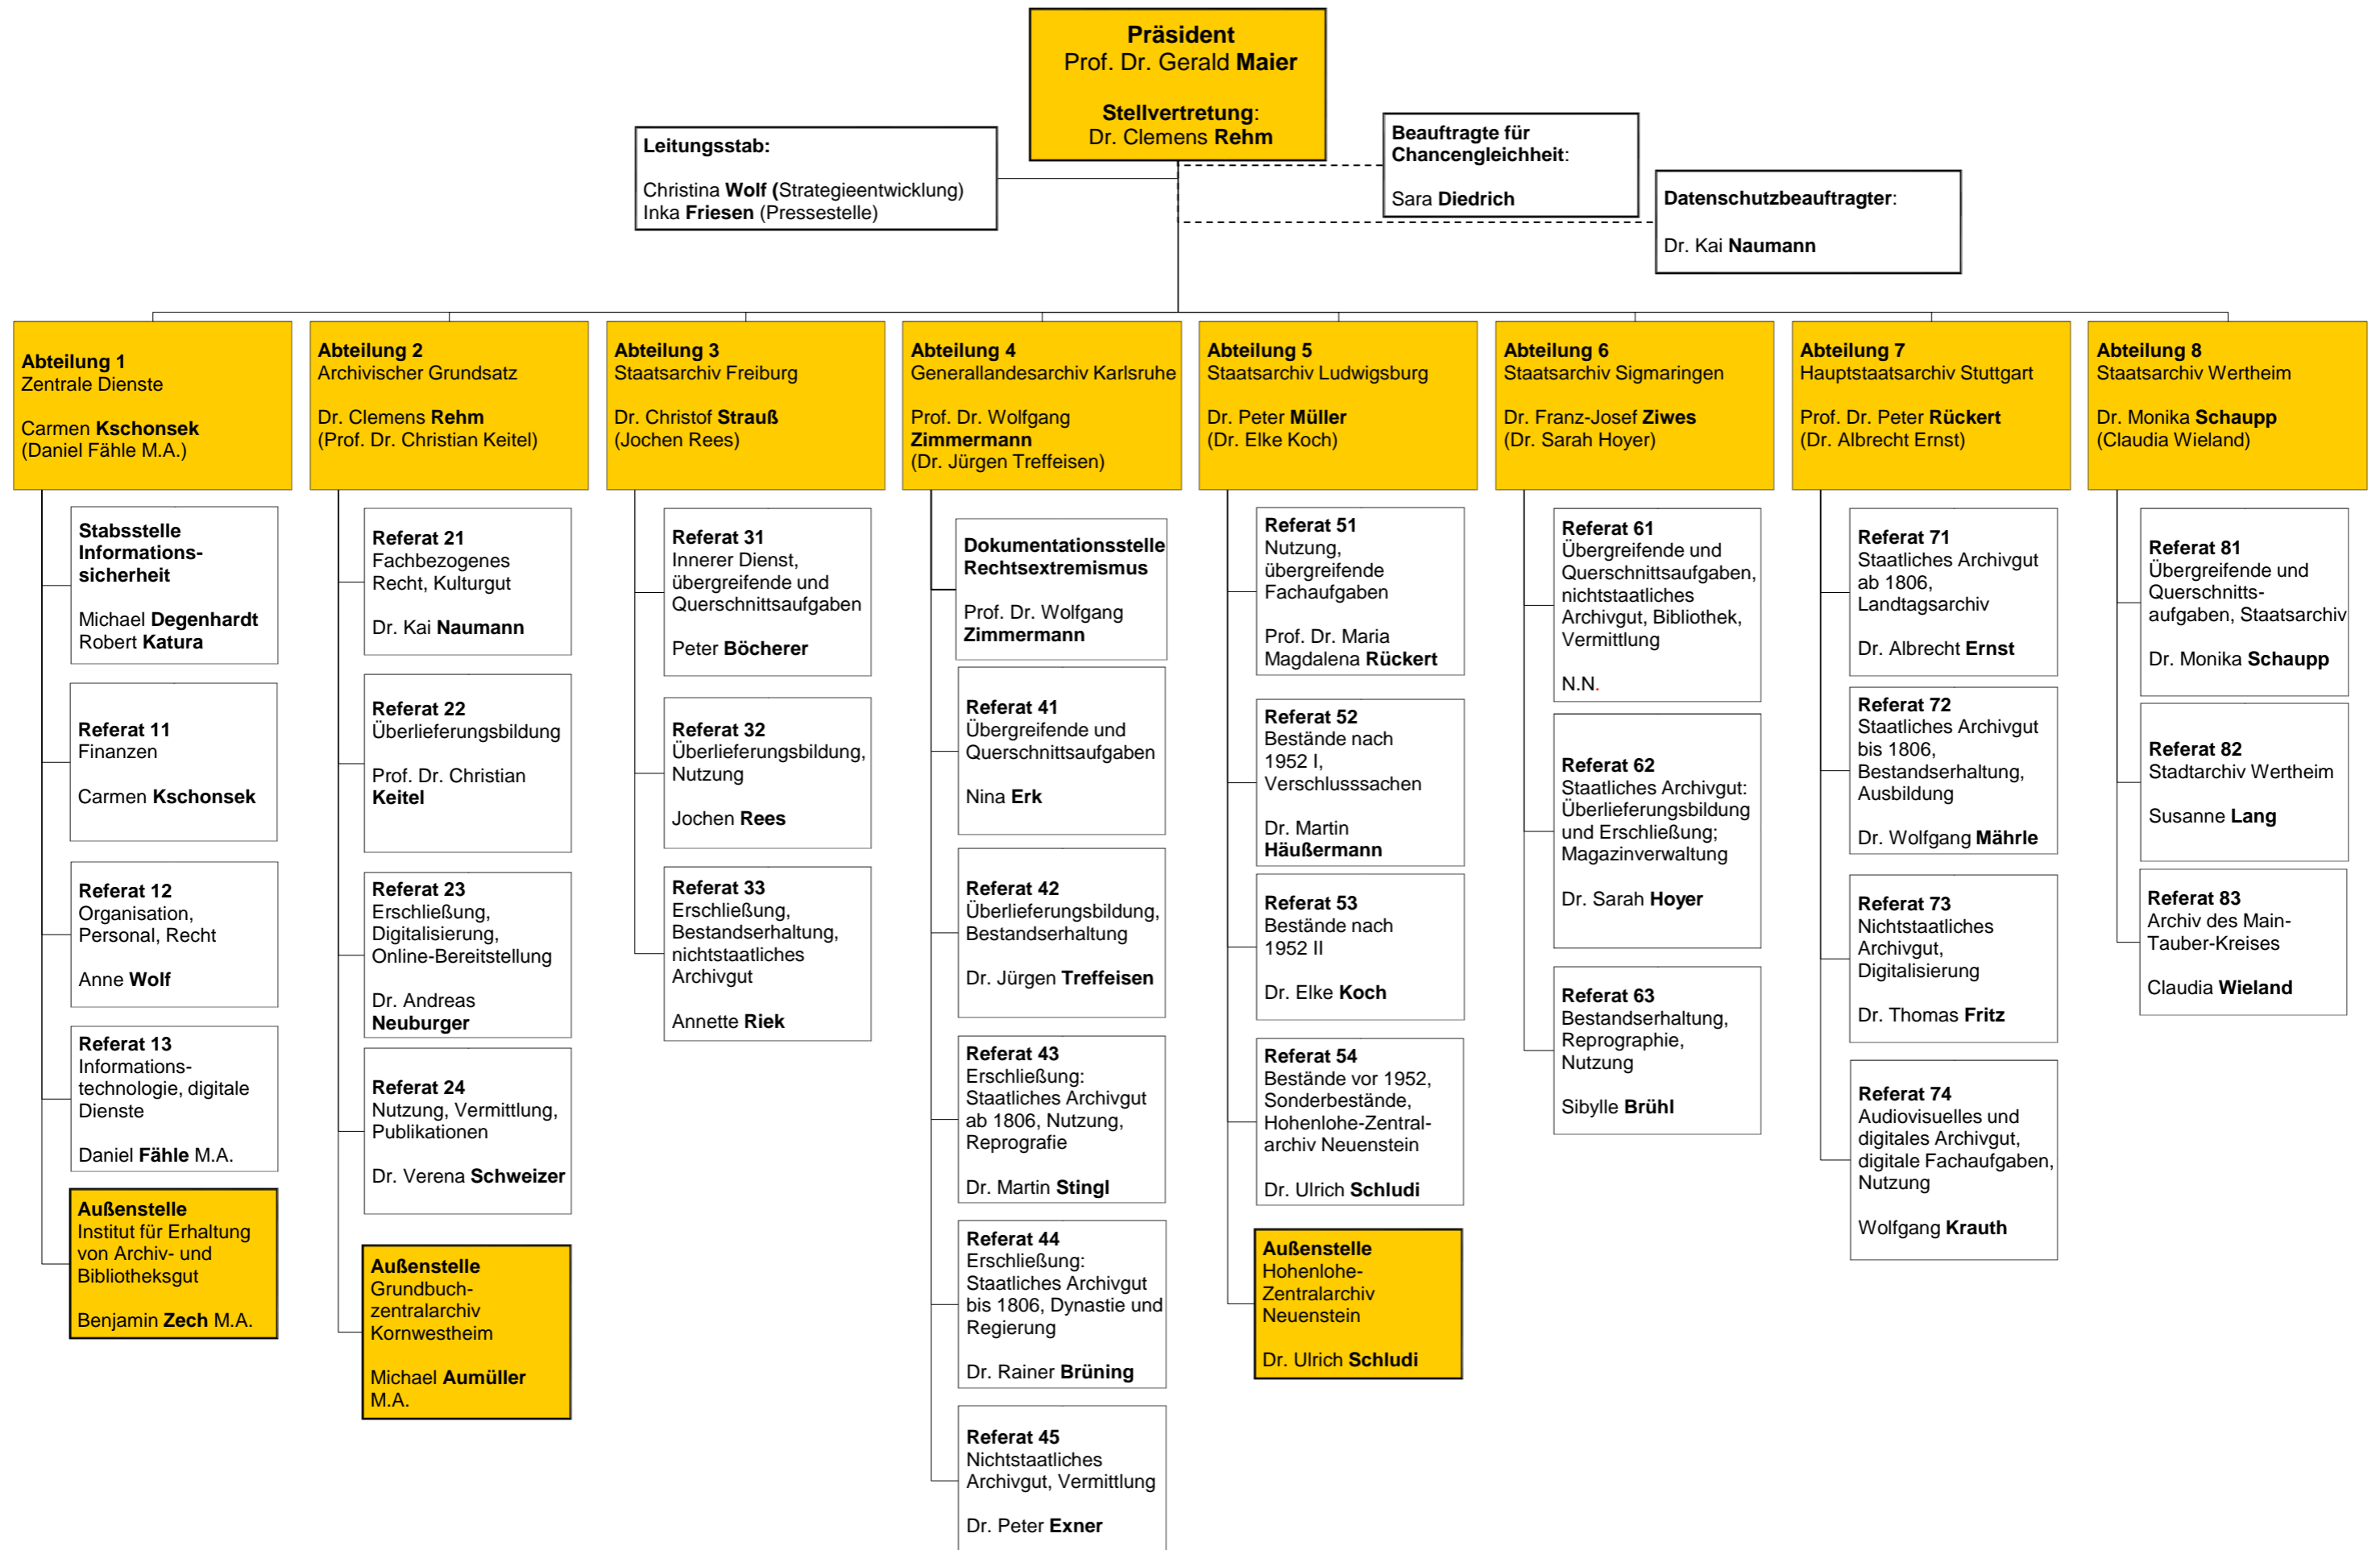 Präsident
Prof. Dr. Gerald Maier
Stellvertretung:
Dr. Clemens Rehm
Leitungsstab:
Christina Wolf (Strategieentwicklung)
Inka Friesen (Pressestelle)
Beauftragte für
Chancengleichheit:
Sara Diedrich
Datenschutzbeauftragter:
Dr. Kai Naumann
Abteilung 1
Zentrale Dienste
Carmen Kschonsek
(Daniel Fähle M.A.)
Stabsstelle
Informations-
sicherheit
Michael Degenhardt
Robert Katura
Referat 11
Finanzen
Carmen Kschonsek
Referat 12
Organisation,
Personal, Recht
Anne Wolf
Referat 13
Informations-
technologie, digitale
Dienste
Daniel Fähle M.A.
Außenstelle
Institut für Erhaltung
von Archiv- und
Bibliotheksgut
Benjamin Zech M.A.
Abteilung 2
Archivischer Grundsatz
Dr. Clemens Rehm
(Prof. Dr. Christian Keitel)
Referat 21
Fachbezogenes
Recht, Kulturgut
Dr. Kai Naumann
Referat 22
Überlieferungsbildung
Prof. Dr. Christian
Keitel
Referat 23
Erschließung,
Digitalisierung,
Online-Bereitstellung
Dr. Andreas
Neuburger
Referat 24
Nutzung, Vermittlung,
Publikationen
Dr. Verena Schweizer
Außenstelle
Grundbuch-
zentralarchiv
Kornwestheim
Michael Aumüller
M.A.
Abteilung 3
Staatsarchiv Freiburg
Dr. Christof Strauß
(Jochen Rees)
Referat 31
Innerer Dienst,
übergreifende und
Querschnittsaufgaben
Peter Böcherer
Referat 32
Überlieferungsbildung,
Nutzung
Jochen Rees
Referat 33
Erschließung,
Bestandserhaltung,
nichtstaatliches
Archivgut
Annette Riek
Abteilung 4
Generallandesarchiv Karlsruhe
Prof. Dr. Wolfgang
Zimmermann
(Dr. Jürgen Treffeisen)
Dokumentationsstelle
Rechtsextremismus
Prof. Dr. Wolfgang
Zimmermann
Referat 41
Übergreifende und
Querschnittsaufgaben
Nina Erk
Referat 42
Überlieferungsbildung,
Bestandserhaltung
Dr. Jürgen Treffeisen
Referat 43
Erschließung:
Staatliches Archivgut
ab 1806, Nutzung,
Reprografie
Dr. Martin Stingl
Referat 44
Erschließung:
Staatliches Archivgut
bis 1806, Dynastie und
Regierung
Dr. Rainer Brüning
Referat 45
Nichtstaatliches
Archivgut, Vermittlung
Dr. Peter Exner
Abteilung 5
Staatsarchiv Ludwigsburg
Dr. Peter Müller
(Dr. Elke Koch)
Referat 51
Nutzung,
übergreifende
Fachaufgaben
Prof. Dr. Maria
Magdalena Rückert
Referat 52
Bestände nach
1952 I,
Verschlusssachen
Dr. Martin
Häußermann
Referat 53
Bestände nach
1952 II
Dr. Elke Koch
Referat 54
Bestände vor 1952,
Sonderbestände,
Hohenlohe-Zentral-
archiv Neuenstein
Dr. Ulrich Schludi
Außenstelle
Hohenlohe-
Zentralarchiv
Neuenstein
Dr. Ulrich Schludi
Abteilung 6
Staatsarchiv Sigmaringen
Dr. Franz-Josef Ziwes
(Dr. Sarah Hoyer)
Referat 61
Übergreifende und
Querschnittsaufgaben,
nichtstaatliches
Archivgut, Bibliothek,
Vermittlung
N.N.
Referat 62
Staatliches Archivgut:
Überlieferungsbildung
und Erschließung;
Magazinverwaltung
Dr. Sarah Hoyer
Referat 63
Bestandserhaltung,
Reprographie,
Nutzung
Sibylle Brühl
Abteilung 7
Hauptstaatsarchiv Stuttgart
Prof. Dr. Peter Rückert
(Dr. Albrecht Ernst)
Referat 71
Staatliches Archivgut
ab 1806,
Landtagsarchiv
Dr. Albrecht Ernst
Referat 72
Staatliches Archivgut
bis 1806,
Bestandserhaltung,
Ausbildung
Dr. Wolfgang Mährle
Referat 73
Nichtstaatliches
Archivgut,
Digitalisierung
Dr. Thomas Fritz
Referat 74
Audiovisuelles und
digitales Archivgut,
digitale Fachaufgaben,
Nutzung
Wolfgang Krauth
Abteilung 8
Staatsarchiv Wertheim
Dr. Monika Schaupp
(Claudia Wieland)
Referat 81
Übergreifende und
Querschnitts-
aufgaben, Staatsarchiv
Dr. Monika Schaupp
Referat 82
Stadtarchiv Wertheim
Susanne Lang
Referat 83
Archiv des Main-
Tauber-Kreises
Claudia Wieland